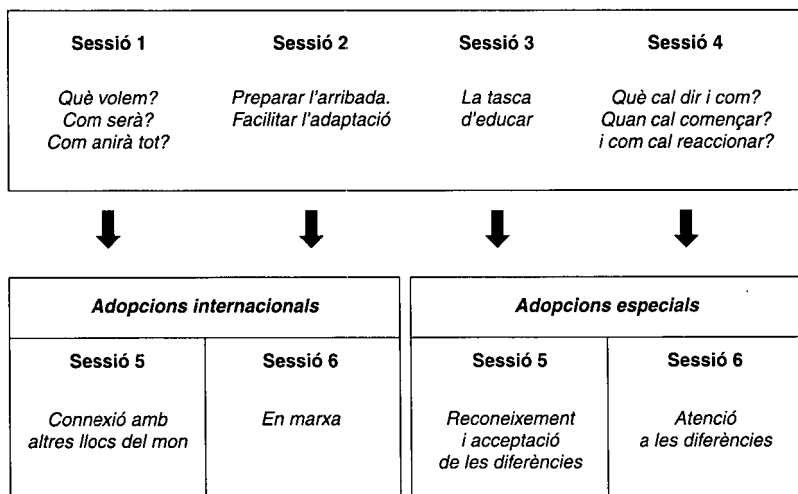 Sessió 1
Què volem?
Com serà?
Com anirà tot?
Sessió 2
Preparar l'arribada.
Facilitar l'adaptació
Sessió 3
La tasca
d'educar
Sessió 4
Què cal dir i com?
Quan cal començar?
i com cal reaccionar?
Adopcions internacionals
Sessió 5
Connexió amb
altres llocs del mon
Sessió 6
En marxa
Adopcions especials
Sessió 5
Reconeixement
i acceptació
de les diferències
Sessió 6
Atenció
a les diferències